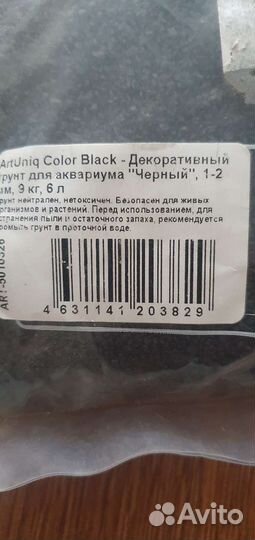 ArtUniq Color Black - Декоративный
грунт для аквариума "Черный", 1-2
мм, 9 кг, 6 л
Грунт нейтрален, нетоксичен. Безопасен для живых
организмов и растений. Перед использованием, для
устранения пыли и остаточного запаха, рекомендуется
промыть грунт в проточной воде.
ART-5010326
4 631141 203829
Avito